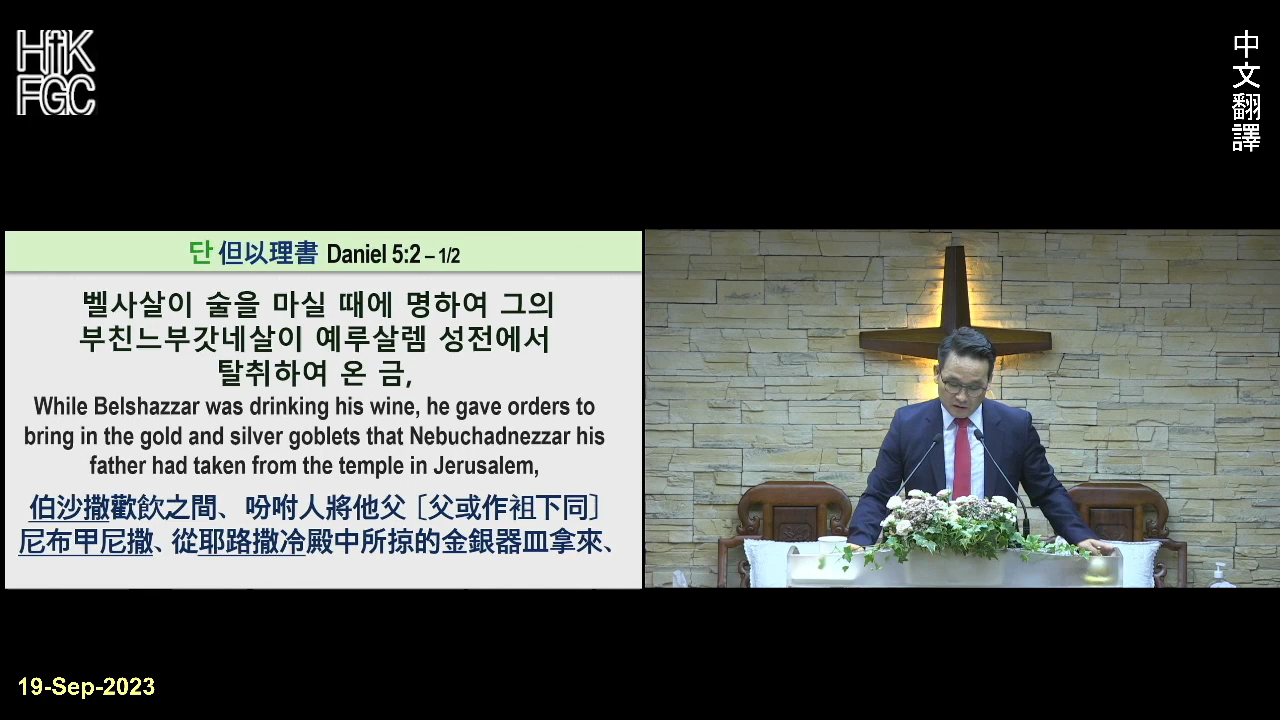 HfK
FGC
中文翻譯
단 但以理書 Daniel 5:2 – 1/2
벨사살이 술을 마실 때에 명하여 그의
부친느부갓네살이 예루살렘 성전에서
탈취하여 온 금,
While Belshazzar was drinking his wine, he gave orders to
bring in the gold and silver goblets that Nebuchadnezzar his
father had taken from the temple in Jerusalem,
伯沙撒歡飲之間、吩咐人將他父〔父或作袓下同〕
尼布甲尼撒、從耶路撒冷殿中所掠的金銀器皿拿來、
19-Sep-2023